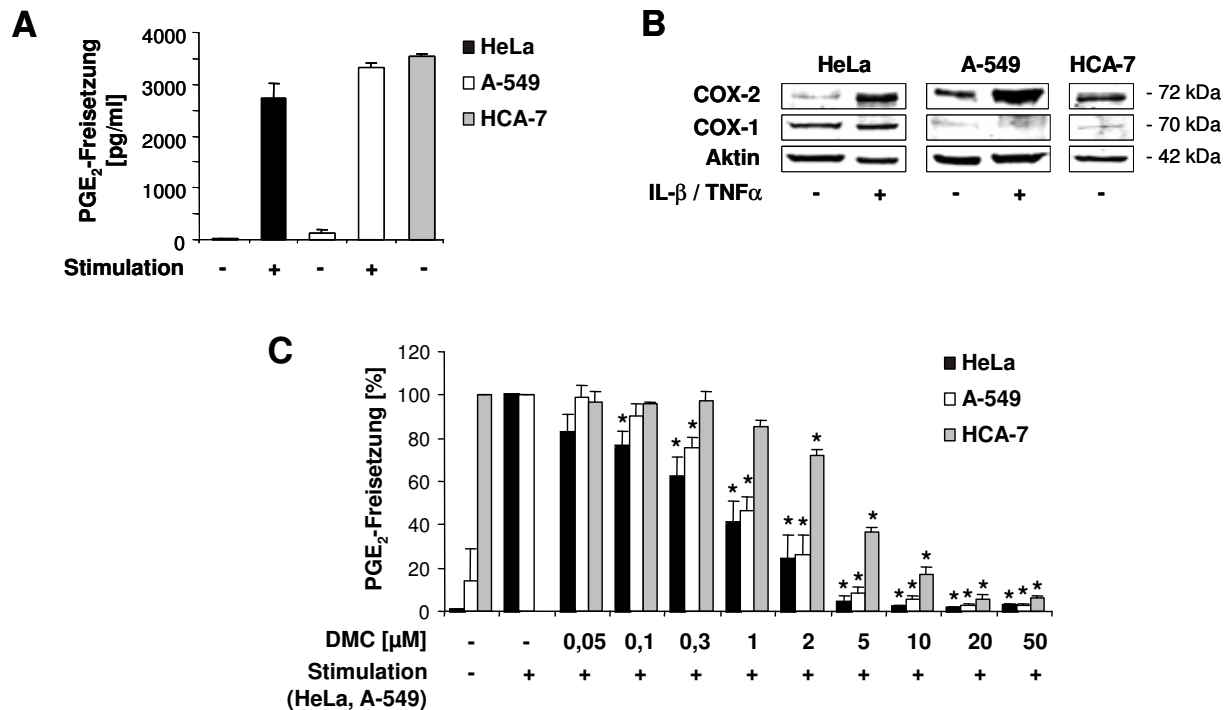 A
PGE2-Freisetzung
[pg/ml]
4000
3000
2000
1000
0
HeLa
A-549
HCA-7
Stimulation - + - + -
B
HeLa A-549 HCA-7
COX-2 - 72 kDa
COX-1 - 70 kDa
Aktin - 42 kDa
IL-β / TNFα - + - + -
C
PGE2-Freisetzung [%]
120
100
80
60
40
20
0
HeLa
A-549
HCA-7
* * * * * * * * * * * * * * * * * * * * *
DMC [µM] - - 0,05 0,1 0,3 1 2 5 10 20 50
Stimulation - + + + + + + + + + +
(HeLa, A-549)